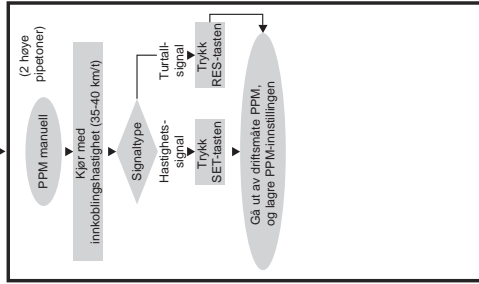 (2 høye
pipetoner)
PPM manuell
Kjør med
innkoblingshastighet (35-40 km/t)
Signaltype
Hastighets-
signal
Turtall-
signal
Trykk
SET-tasten
Trykk
RES-tasten
Gå ut av driftsmåte PPM,
og lagre PPM-innstillingen